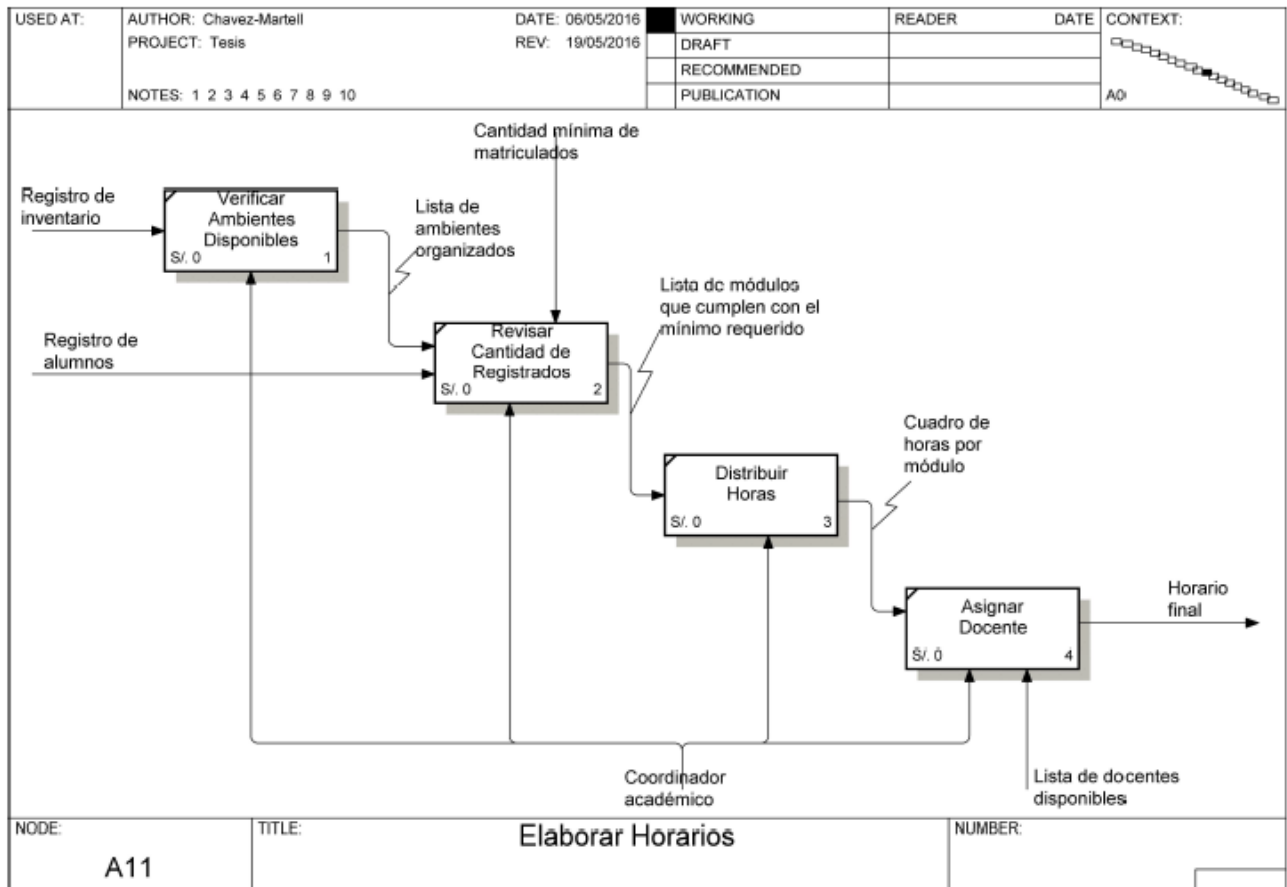 USED AT:
AUTHOR: Chavez-Martell
DATE: 06/05/2016
PROJECT: Tesis
REV: 19/05/2016
NOTES: 1 2 3 4 5 6 7 8 9 10
WORKING
DRAFT
RECOMMENDED
PUBLICATION
READER
DATE
CONTEXT:
A0
Cantidad mínima de
matriculados
Registro de
inventario
Verificar
Ambientes
Disponibles
S/. 0
1
Lista de
ambientes
organizados
Registro de
alumnos
Revisar
Cantidad de
Registrados
S/. 0
2
Lista de módulos
que cumplen con el
mínimo requerido
Distribuir
Horas
S/. 0
3
Cuadro de
horas por
módulo
Asignar
Docente
S/. 0
4
Horario
final
Coordinador
académico
Lista de docentes
disponibles
NODE:
A11
TITLE:
Elaborar Horarios
NUMBER: